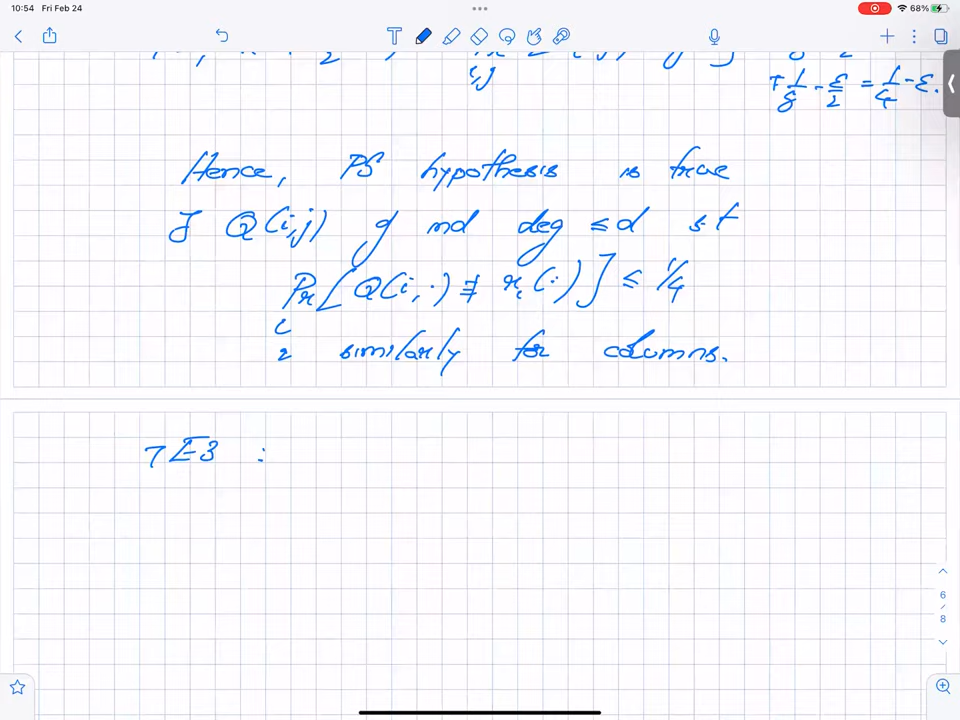 10:54 Fri Feb 24
68%
i,j
+ 1/8 - ε/2 = 1/4 - ε.
Hence, PS hypothesis is true
∃ Q(i,j) of ind deg ≤ d s.t
Pr[Q(i,·) ≢ r_i(·)] ≤ 1/4
i
& similarly for columns.
:
6
/
8